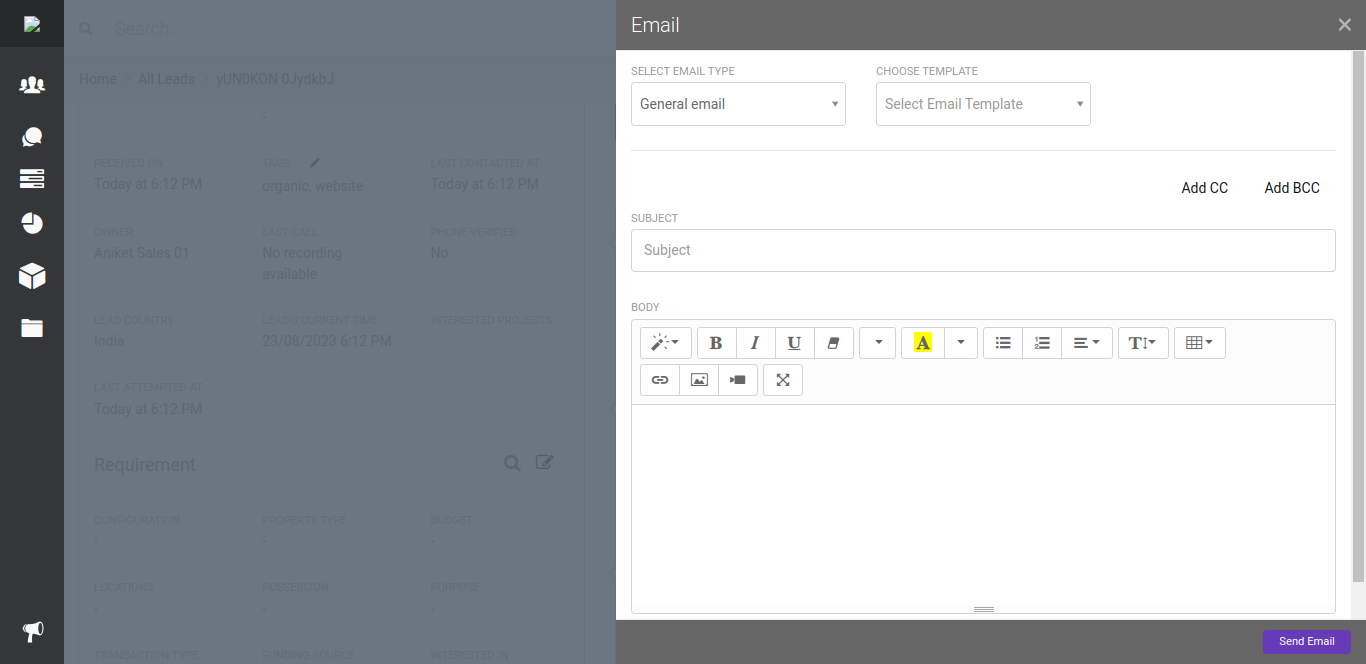 Search...
Home > All Leads > yUN0KON 0JydkbJ
-
RECEIVED ON
TAGS
LAST CONTACTED AT
Today at 6:12 PM
organic, website
Today at 6:12 PM
OWNER
LAST CALL
PHONE VERIFIED
Aniket Sales 01
No recording
available
No
LEAD COUNTRY
LEAD'S CURRENT TIME
INTERESTED PROJECTS
India
23/08/2023 6:12 PM
LAST ATTEMPTED AT
Today at 6:12 PM
Requirement
CONFIGURATION
PROPERTY TYPE
BUDGET
-
-
-
LOCATIONS
POSSESSION
PURPOSE
-
-
-
TRANSACTION TYPE
FUNDING SOURCE
INTERESTED IN
Email
×
SELECT EMAIL TYPE
CHOOSE TEMPLATE
General email
Select Email Template
Add CC
Add BCC
SUBJECT
Subject
BODY
B I U A T
Send Email